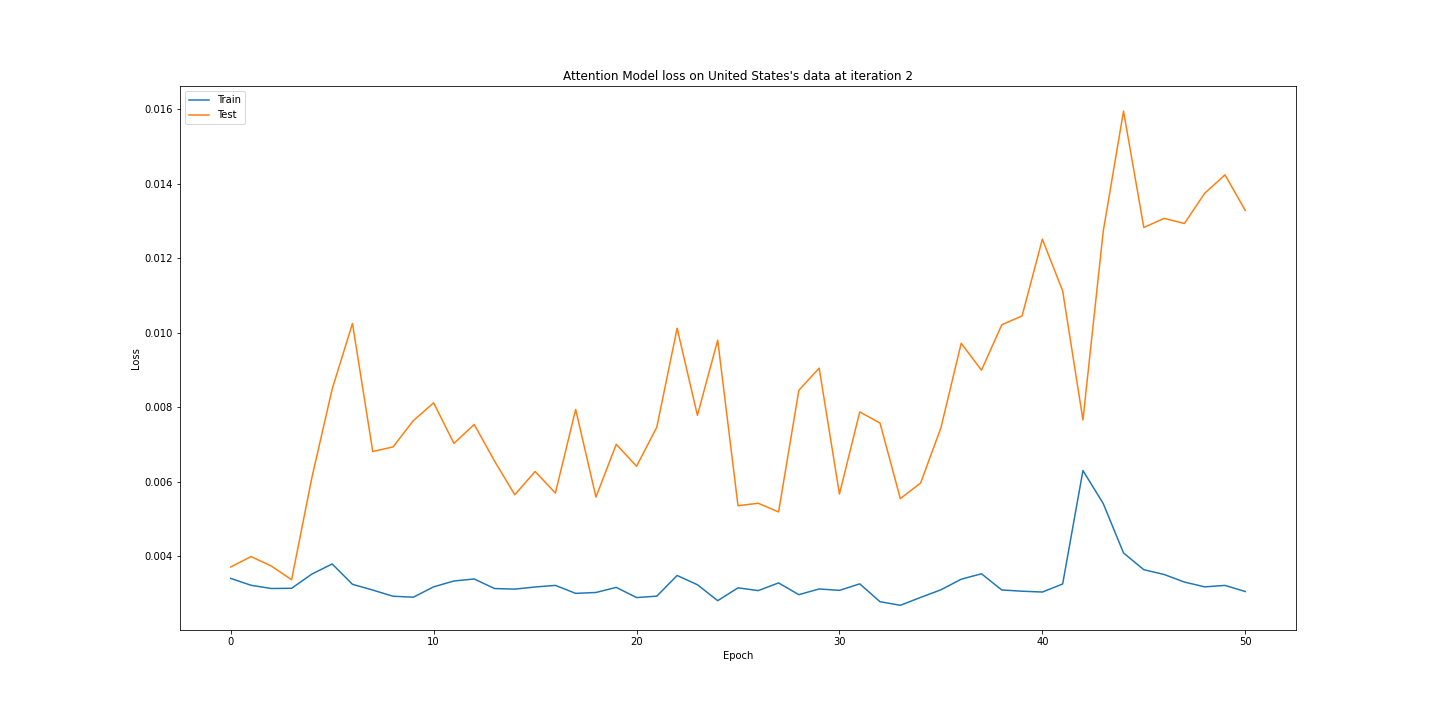 Attention Model loss on United States's data at iteration 2
Train
Test
0.016
0.014
0.012
0.010
0.008
0.006
0.004
Loss
0 10 20 30 40 50
Epoch